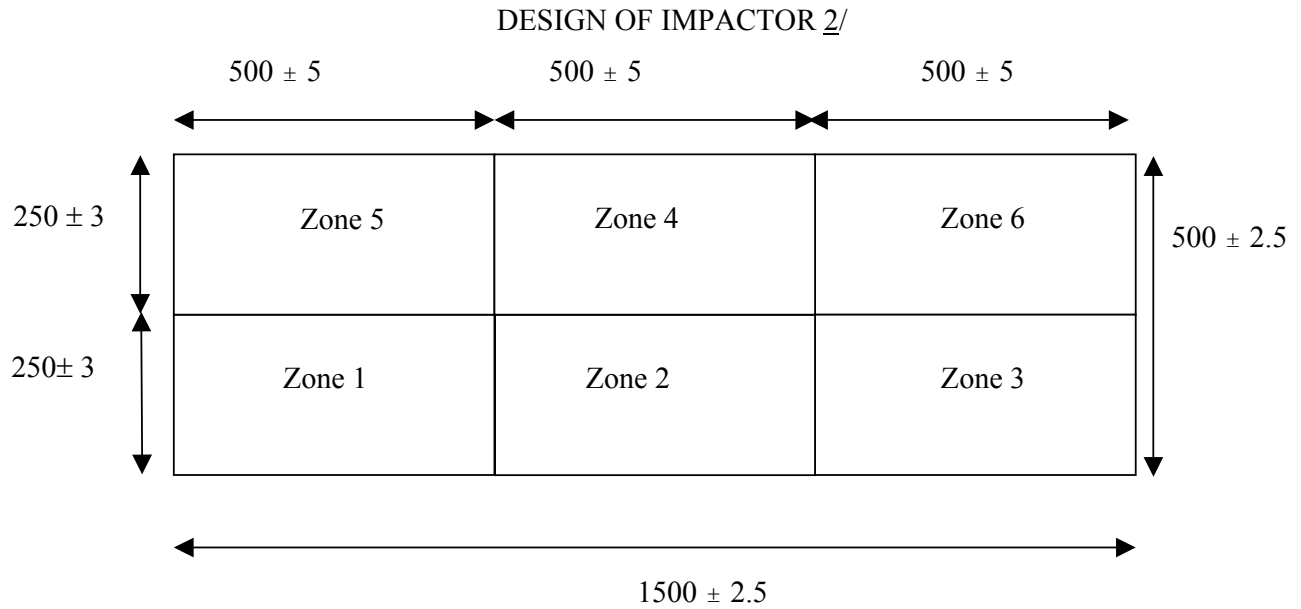 DESIGN OF IMPACTOR 2/
500 ± 5 500 ± 5 500 ± 5
250 ± 3
Zone 5 Zone 4 Zone 6
500 ± 2.5
250± 3
Zone 1 Zone 2 Zone 3
1500 ± 2.5